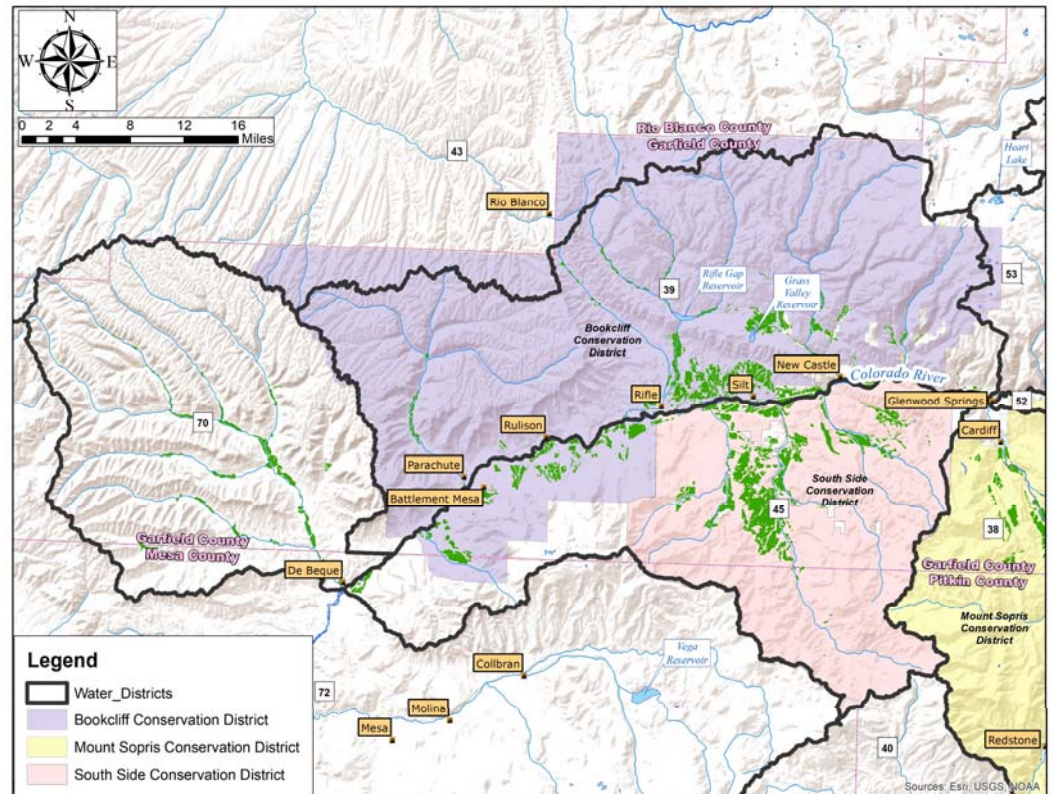 N
W
E
S
0 2 4 8 12 16
Miles
Rio Blanco County
Garfield County
Heart
Lake
43
Rio Blanco
53
39
Rifle Gap
Reservoir
Grass
Valley
Reservoir
Bookcliff
Conservation
District
New Castle
Colorado River
Silt
Rifle
Glenwood Springs
52
Cardiff
70
Rulison
Parachute
Battlement Mesa
South Side
Conservation
District
45
38
Garfield County
Mesa County
De Beque
Garfield County
Pitkin County
Mount Sopris
Conservation
District
Collbran
Vega
Reservoir
72
Molina
Mesa
40
Redstone
Legend
Water_Districts
Bookcliff Conservation District
Mount Sopris Conservation District
South Side Conservation District
Sources: Esri, USGS, NOAA